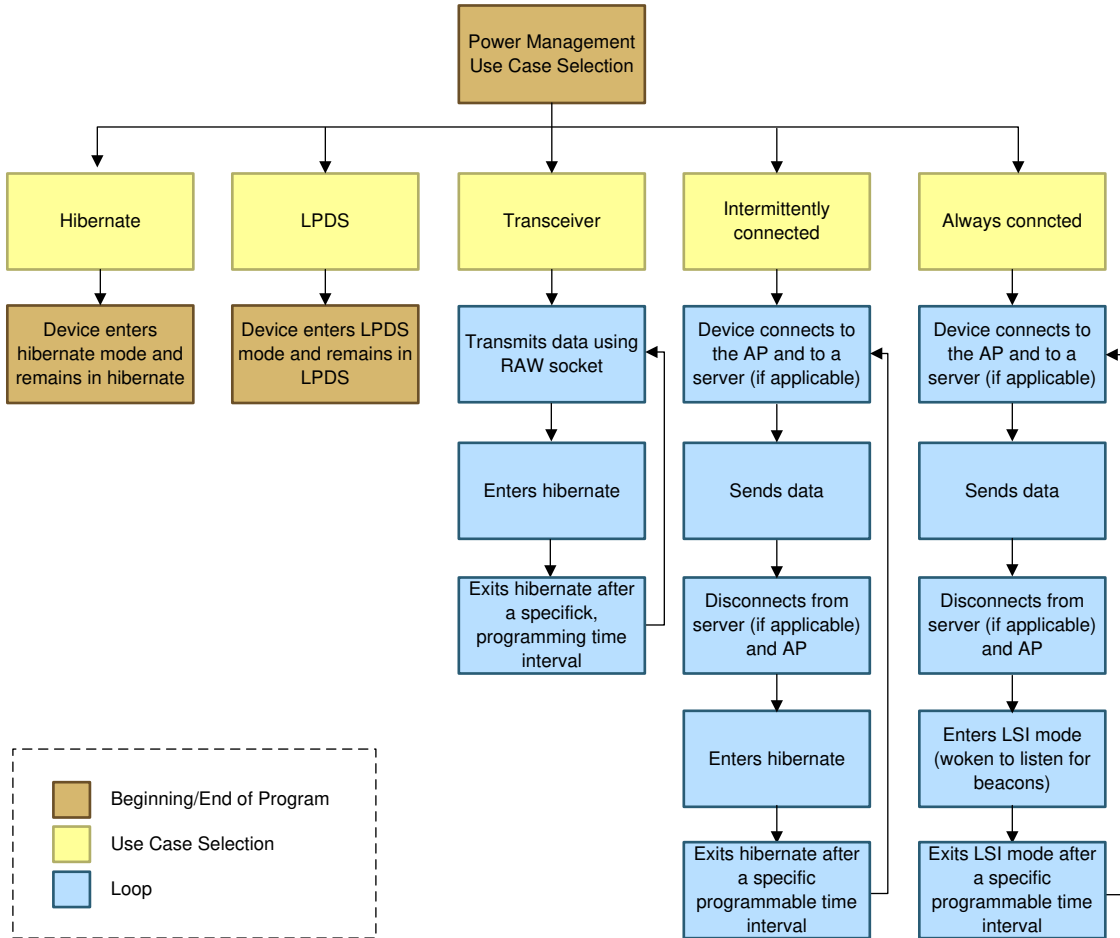 Power Management
Use Case Selection
Hibernate
LPDS
Transceiver
Intermittently
connected
Always conncted
Device enters
hibernate mode and
remains in hibernate
Device enters LPDS
mode and remains in
LPDS
Transmits data using
RAW socket
Device connects to
the AP and to a
server (if applicable)
Device connects to
the AP and to a
server (if applicable)
Enters hibernate
Sends data
Sends data
Exits hibernate after
a specifick,
programming time
interval
Disconnects from
server (if applicable)
and AP
Disconnects from
server (if applicable)
and AP
Enters hibernate
Enters LSI mode
(woken to listen for
beacons)
Exits hibernate after
a specific
programmable time
interval
Exits LSI mode after
a specific
programmable time
interval
Beginning/End of Program
Use Case Selection
Loop